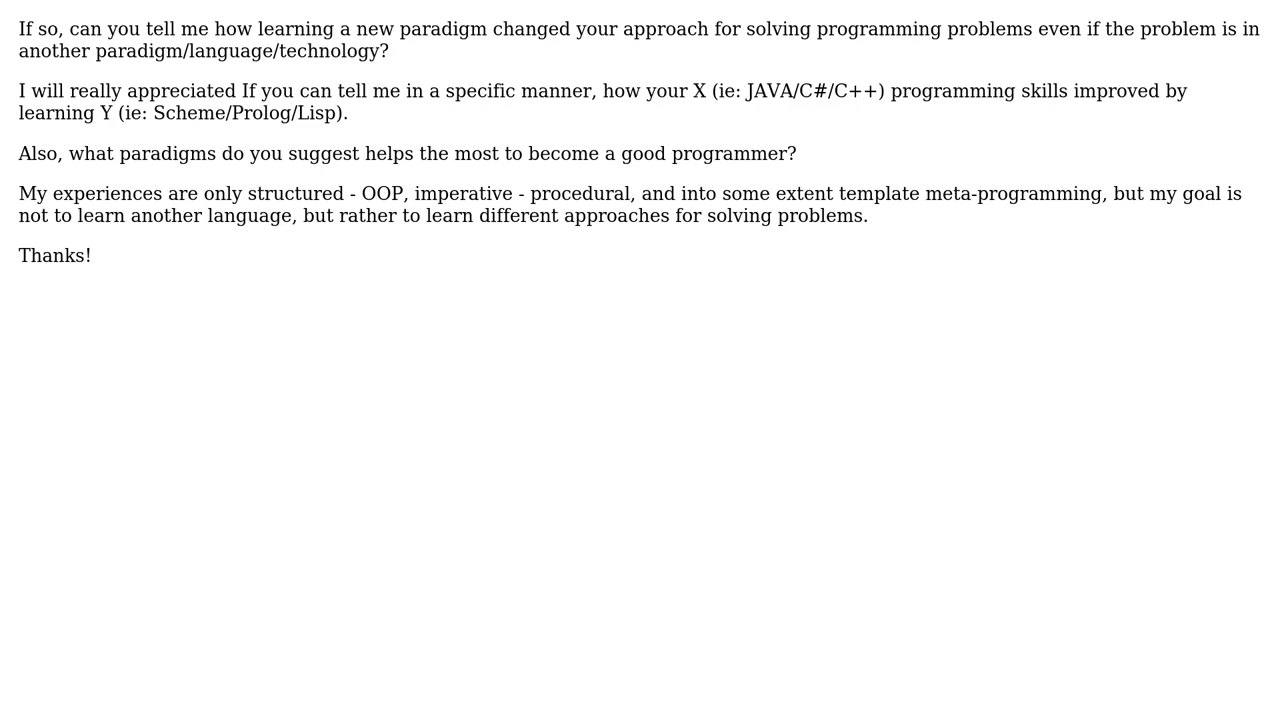 If so, can you tell me how learning a new paradigm changed your approach for solving programming problems even if the problem is in
another paradigm/language/technology?
I will really appreciated If you can tell me in a specific manner, how your X (ie: JAVA/C#/C++) programming skills improved by
learning Y (ie: Scheme/Prolog/Lisp).
Also, what paradigms do you suggest helps the most to become a good programmer?
My experiences are only structured - OOP, imperative - procedural, and into some extent template meta-programming, but my goal is
not to learn another language, but rather to learn different approaches for solving problems.
Thanks!